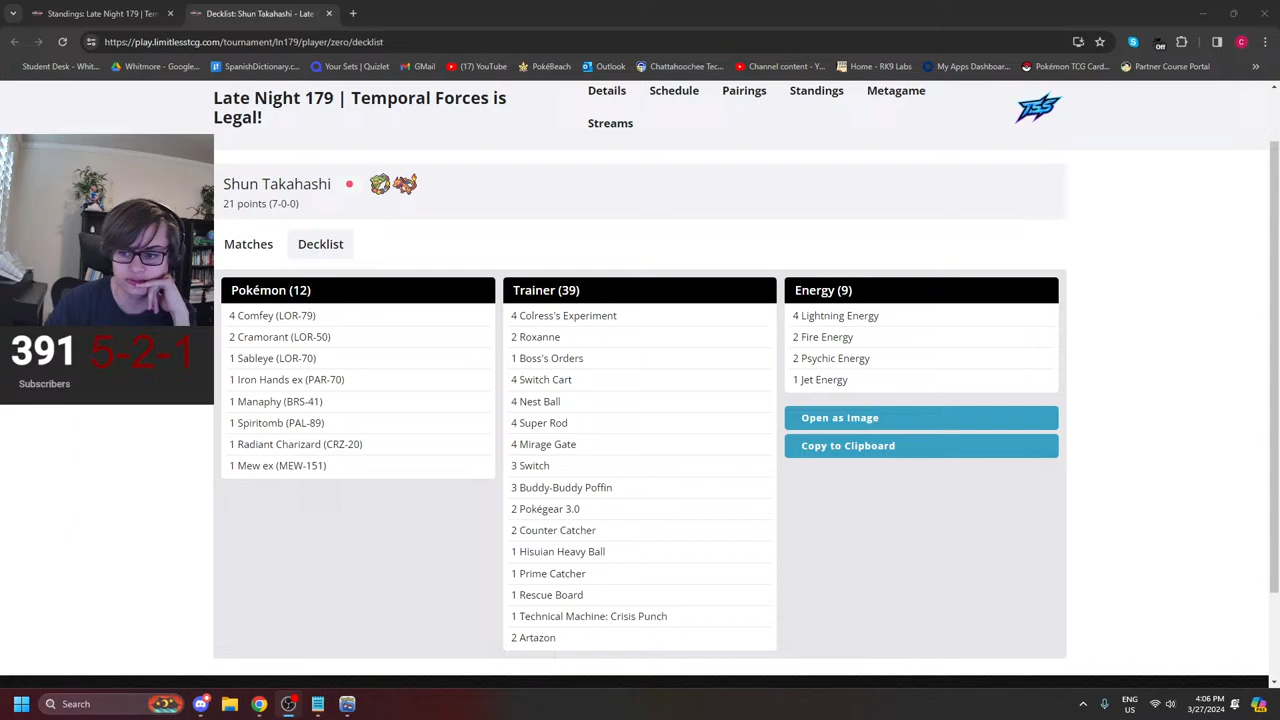 Standings: Late Night 179 | Tem
Decklist: Shun Takahashi - Late
https://play.limitlesstcg.com/tournament/ln179/player/zero/decklist
Off
C
Student Desk - Whit...
Whitmore - Google...
SpanishDictionary.c...
Your Sets | Quizlet
GMail
(17) YouTube
PokéBeach
Outlook
Chattahoochee Tec...
Channel content - Y...
Home - RK9 Labs
My Apps Dashboar...
Pokémon TCG Card...
Partner Course Portal
Late Night 179 | Temporal Forces is
Legal!
Details
Schedule
Pairings
Standings
Metagame
Streams
TSS
Shun Takahashi
21 points (7-0-0)
Matches
Decklist
391 5-2-1
Subscribers
Pokémon (12)
4 Comfey (LOR-79)
2 Cramorant (LOR-50)
1 Sableye (LOR-70)
1 Iron Hands ex (PAR-70)
1 Manaphy (BRS-41)
1 Spiritomb (PAL-89)
1 Radiant Charizard (CRZ-20)
1 Mew ex (MEW-151)
Trainer (39)
4 Colress's Experiment
2 Roxanne
1 Boss's Orders
4 Switch Cart
4 Nest Ball
4 Super Rod
4 Mirage Gate
3 Switch
3 Buddy-Buddy Poffin
2 Pokégear 3.0
2 Counter Catcher
1 Hisuian Heavy Ball
1 Prime Catcher
1 Rescue Board
1 Technical Machine: Crisis Punch
2 Artazon
Energy (9)
4 Lightning Energy
2 Fire Energy
2 Psychic Energy
1 Jet Energy
Open as Image
Copy to Clipboard
Search
ENG
US
4:06 PM
3/27/2024